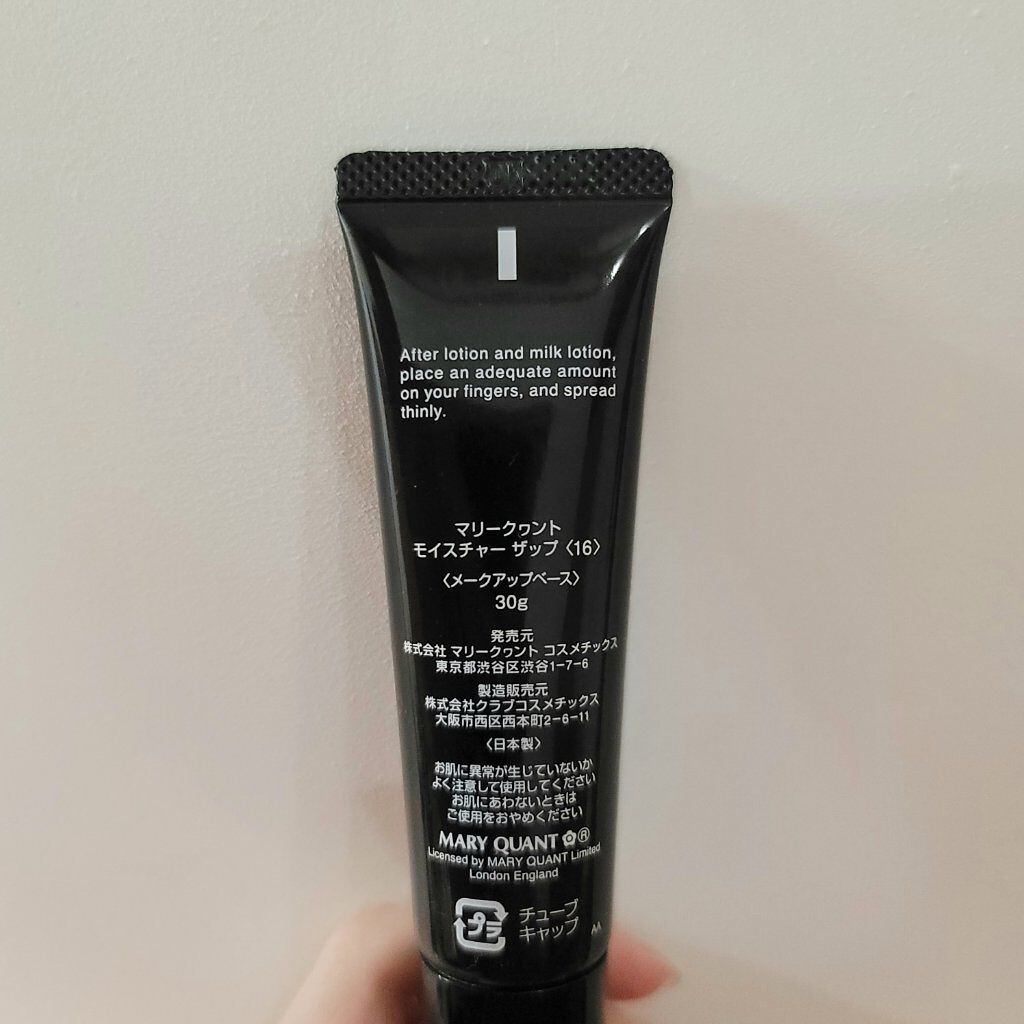 After lotion and milk lotion,
place an adequate amount
on your fingers, and spread
thinly.
マリークヮント
モイスチャー ザップ〈16〉
〈メークアップベース〉
30g
発売元
株式会社 マリークヮント コスメチックス
東京都渋谷区渋谷1-7-6
製造販売元
株式会社クラブコスメチックス
大阪市西区西本町2-6-11
〈日本製〉
お肌に異常が生じていないか
よく注意して使用してください
お肌にあわないときは
ご使用をおやめください
MARY QUANT ®
Licensed by MARY QUANT Limited
London England
プラ
チューブ
キャップ